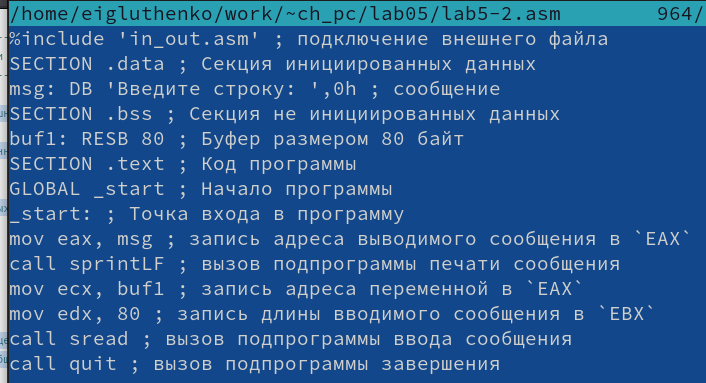 /home/eigluthenko/work/~ch_pc/lab05/lab5-2.asm 964/
%include 'in_out.asm' ; подключение внешнего файла
SECTION .data ; Секция инициированных данных
msg: DB 'Введите строку: ',0h ; сообщение
SECTION .bss ; Секция не инициированных данных
buf1: RESB 80 ; Буфер размером 80 байт
SECTION .text ; Код программы
GLOBAL _start ; Начало программы
_start: ; Точка входа в программу
mov eax, msg ; запись адреса выводимого сообщения в `EAX`
call sprintLF ; вызов подпрограммы печати сообщения
mov ecx, buf1 ; запись адреса переменной в `EAX`
mov edx, 80 ; запись длины вводимого сообщения в `EBX`
call sread ; вызов подпрограммы ввода сообщения
call quit ; вызов подпрограммы завершения